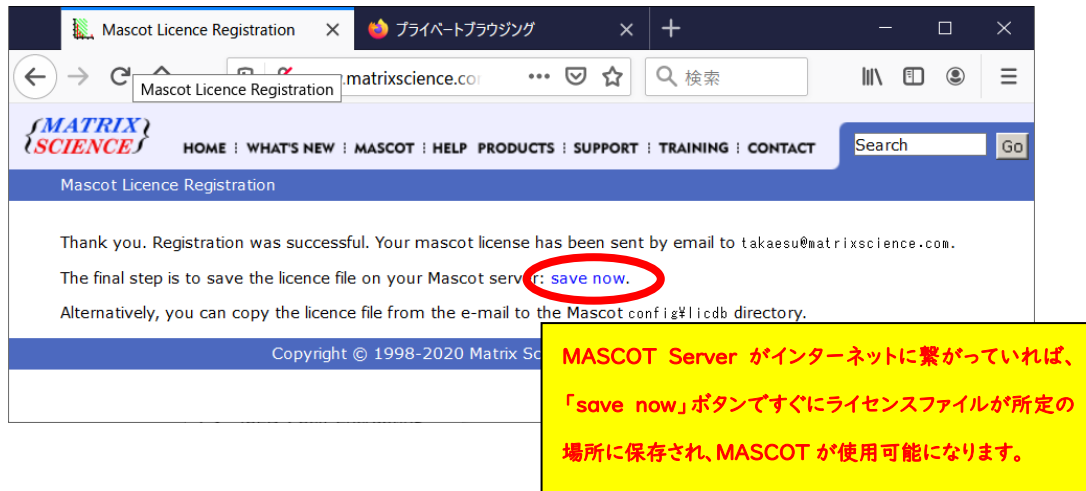 Mascot Licence Registration
プライベートブラウジング
matrixscience.co
検索
Mascot Licence Registration
{MATRIX}
{SCIENCE}
HOME : WHAT'S NEW : MASCOT : HELP PRODUCTS : SUPPORT : TRAINING : CONTACT
Search
Go
Mascot Licence Registration
Thank you. Registration was successful. Your mascot license has been sent by email to takaesu@matrixscience.com.
The final step is to save the licence file on your Mascot server: save now.
Alternatively, you can copy the licence file from the e-mail to the Mascot config¥licdb directory.
Copyright © 1998-2020 Matrix Sc
MASCOT Server がインターネットに繋がっていれば、
「save now」ボタンですぐにライセンスファイルが所定の
場所に保存され、MASCOT が使用可能になります。